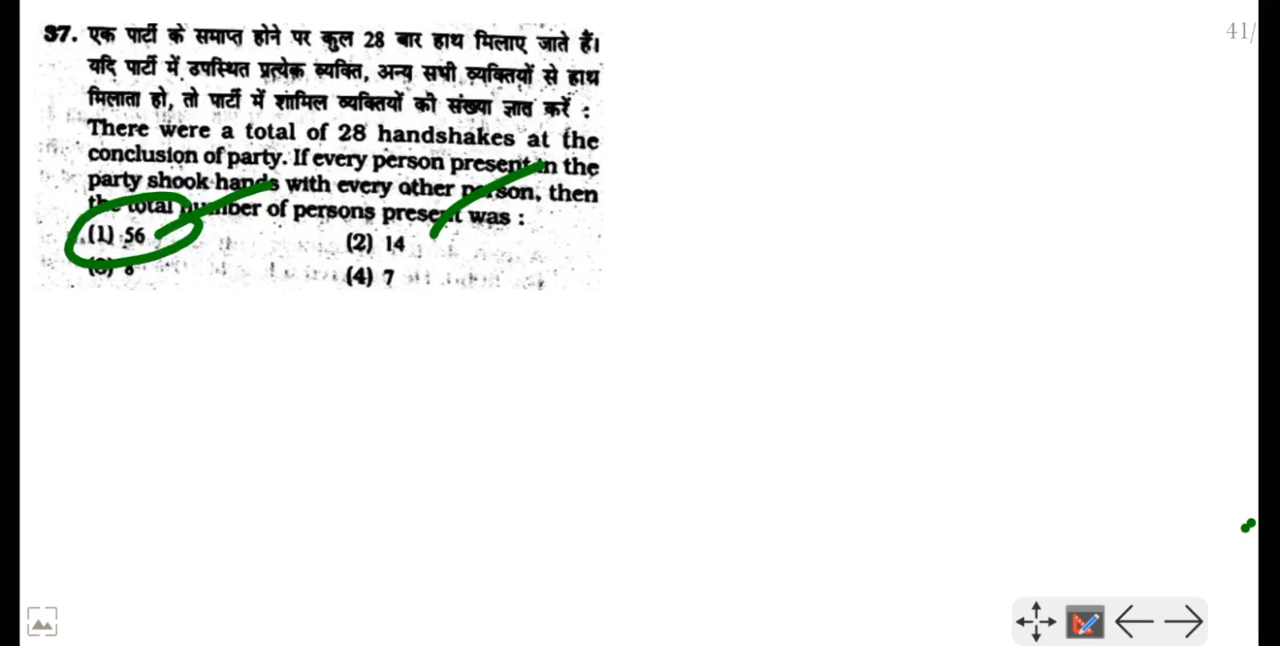 41/
37. एक पार्टी के समाप्त होने पर कुल 28 बार हाथ मिलाए जाते हैं।
यदि पार्टी में उपस्थित प्रत्येक व्यक्ति, अन्य सभी व्यक्तियों से हाथ
मिलाता हो, तो पार्टी में शामिल व्यक्तियों की संख्या ज्ञात करें :
There were a total of 28 handshakes at the
conclusion of party. If every person present in the
party shook hands with every other person, then
the total number of persons present was :
(1) 56 (2) 14
(3) 8 (4) 7